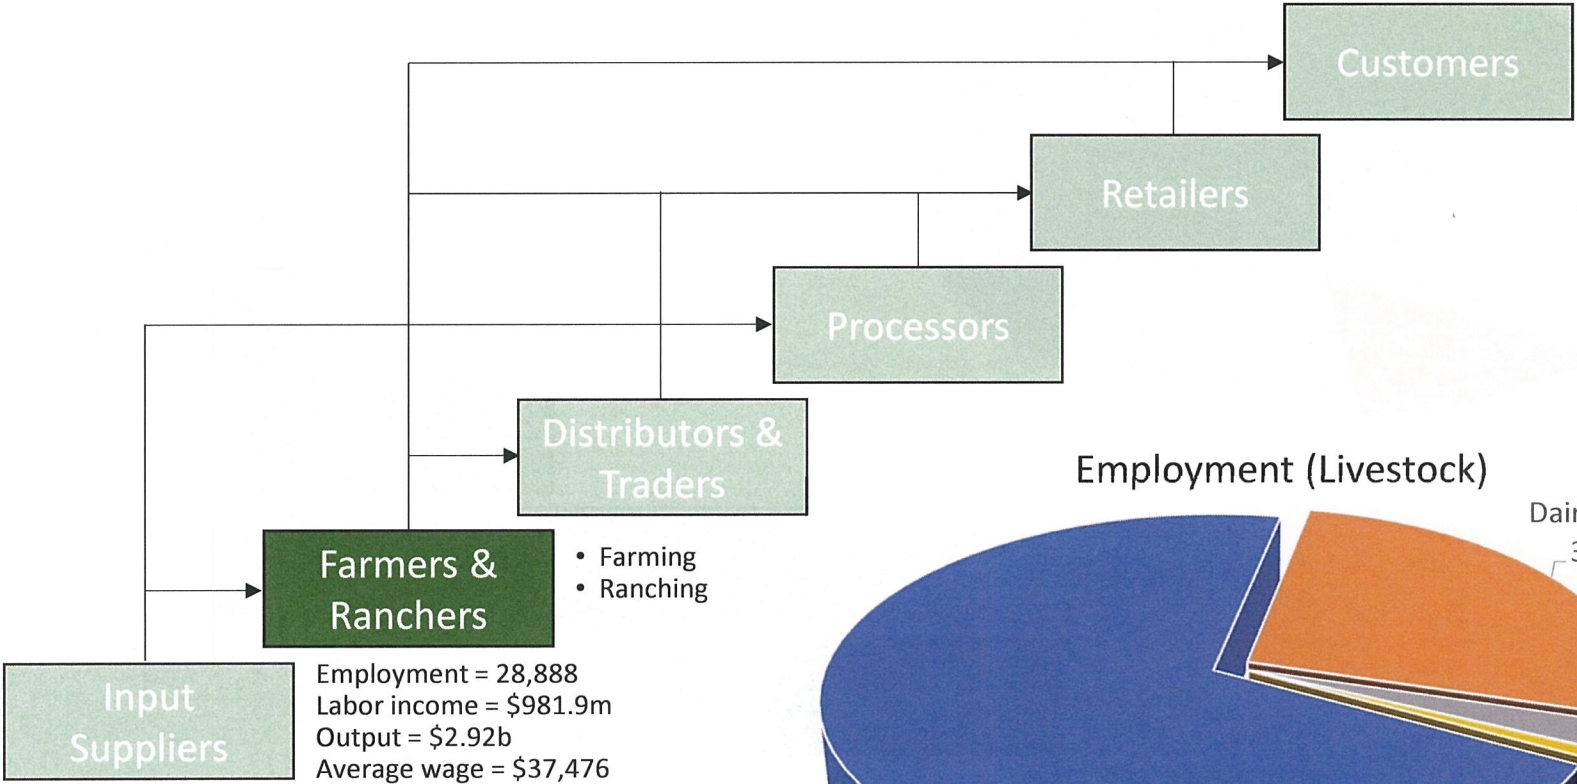 Customers
Retailers
Processors
Distributors &
Traders
Employment (Livestock)
Farmers &
Ranchers
• Farming
• Ranching
Input
Suppliers
Employment = 28,888
Labor income = $981.9m
Output = $2.92b
Average wage = $37,476